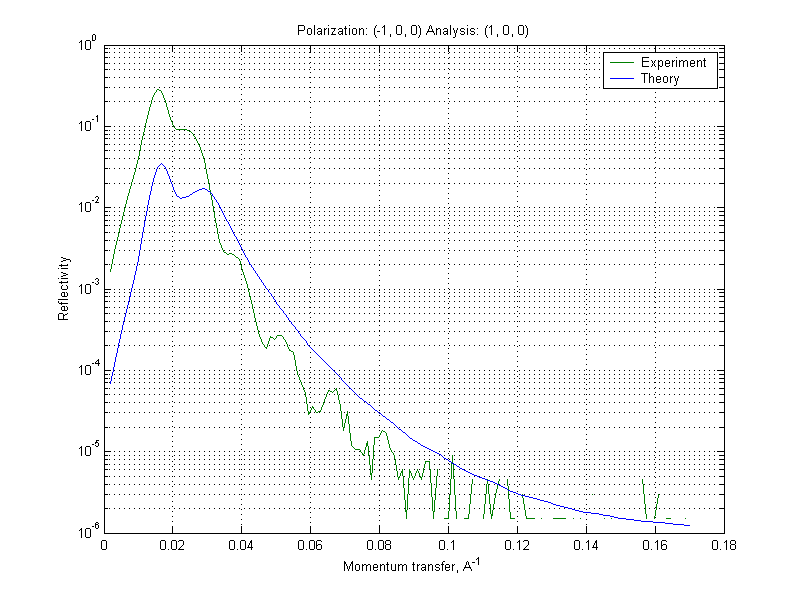 Polarization: (-1, 0, 0) Analysis: (1, 0, 0)
10^0
Experiment
Theory
10^-1
10^-2
10^-3
Reflectivity
10^-4
10^-5
10^-6
0 0.02 0.04 0.06 0.08 0.1 0.12 0.14 0.16 0.18
Momentum transfer, A^-1